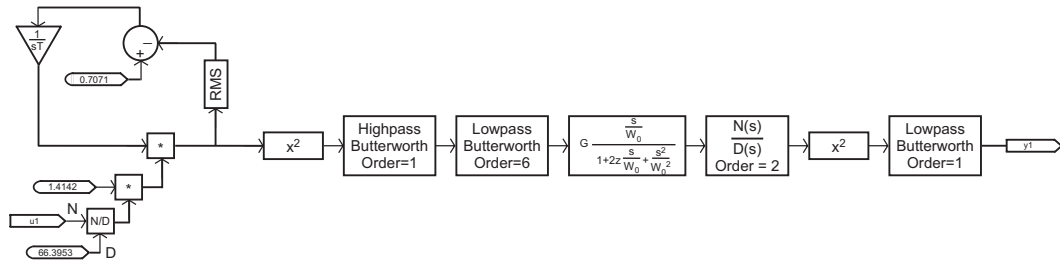 1
sT
−
+
0.7071
RMS
*
x²
Highpass
Butterworth
Order=1
Lowpass
Butterworth
Order=6
G
s
W₀
1+2z s/W₀ + s²/W₀²
N(s)
D(s)
Order = 2
x²
Lowpass
Butterworth
Order=1
y1
1.4142
*
u1
N
N/D
66.3953
D